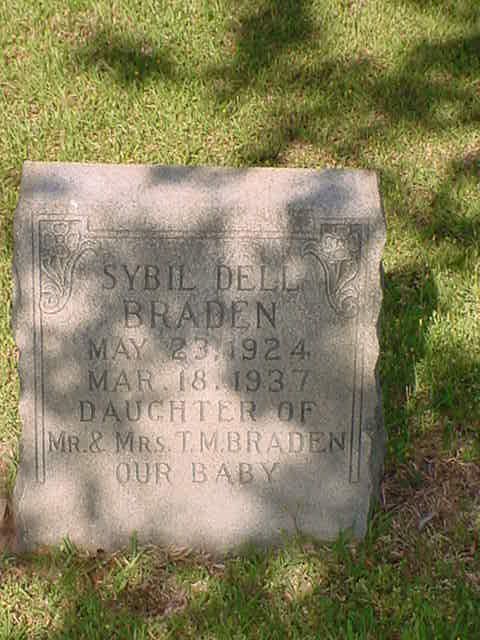 SYBIL DELL
BRADEN
MAY 23, 1924
MAR. 18, 1937
DAUGHTER OF
MR. & MRS. T. M. BRADEN
OUR BABY